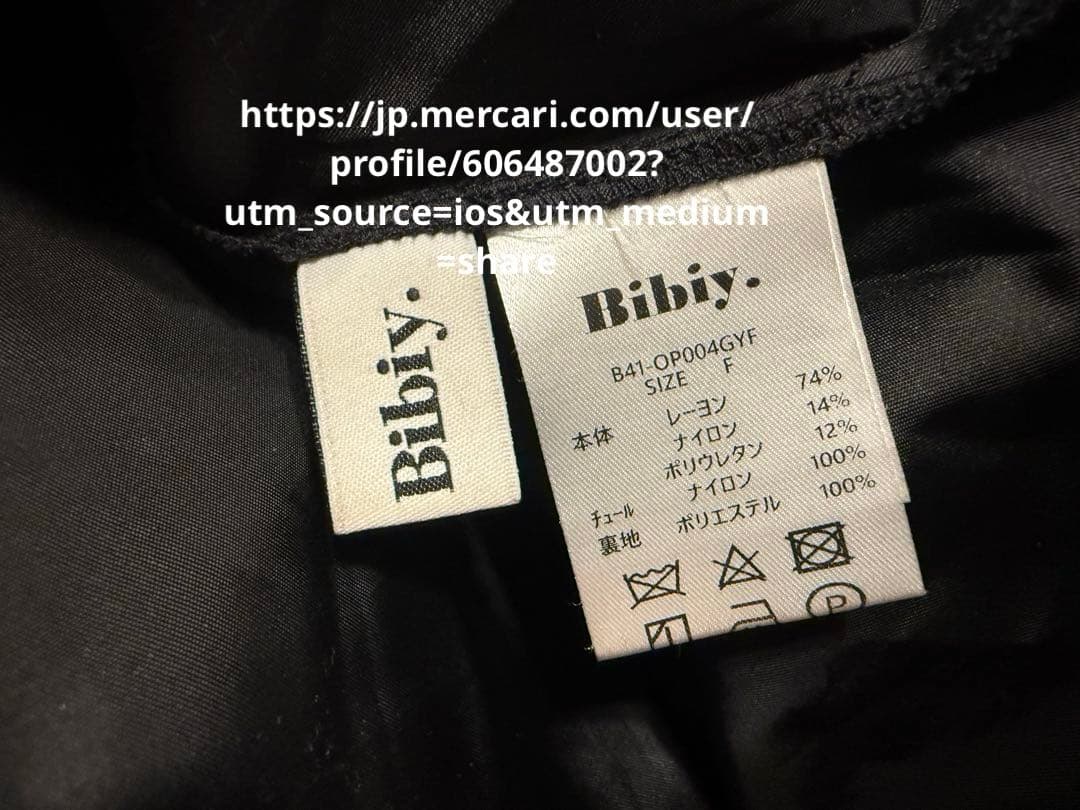 https://jp.mercari.com/user/
profile/606487002?
utm_source=ios&utm_medium
=share
Bibiy.
Bibiy.
B41-OP004GYF
SIZE F
本体 レーヨン 74%
ナイロン 14%
ポリウレタン 12%
チュール ナイロン 100%
裏地 ポリエステル 100%
P